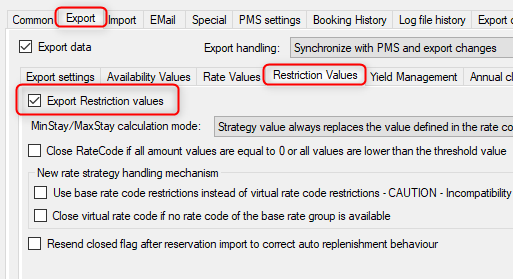 Common Export Import EMail Special PMS settings Booking History Log file history Export
Export data Export handling: Synchronize with PMS and export changes
Export settings Availability Values Rate Values Restriction Values Yield Management Annual
Export Restriction values
MinStay/MaxStay calculation mode: Strategy value always replaces the value defined in the rate
Close RateCode if all amount values are equal to 0 or all values are lower than the threshold value
New rate strategy handling mechanism
Use base rate code restrictions instead of virtual rate code restrictions - CAUTION - Incompatibility
Close virtual rate code if no rate code of the base rate group is available
Resend closed flag after reservation import to correct auto replenishment behaviour